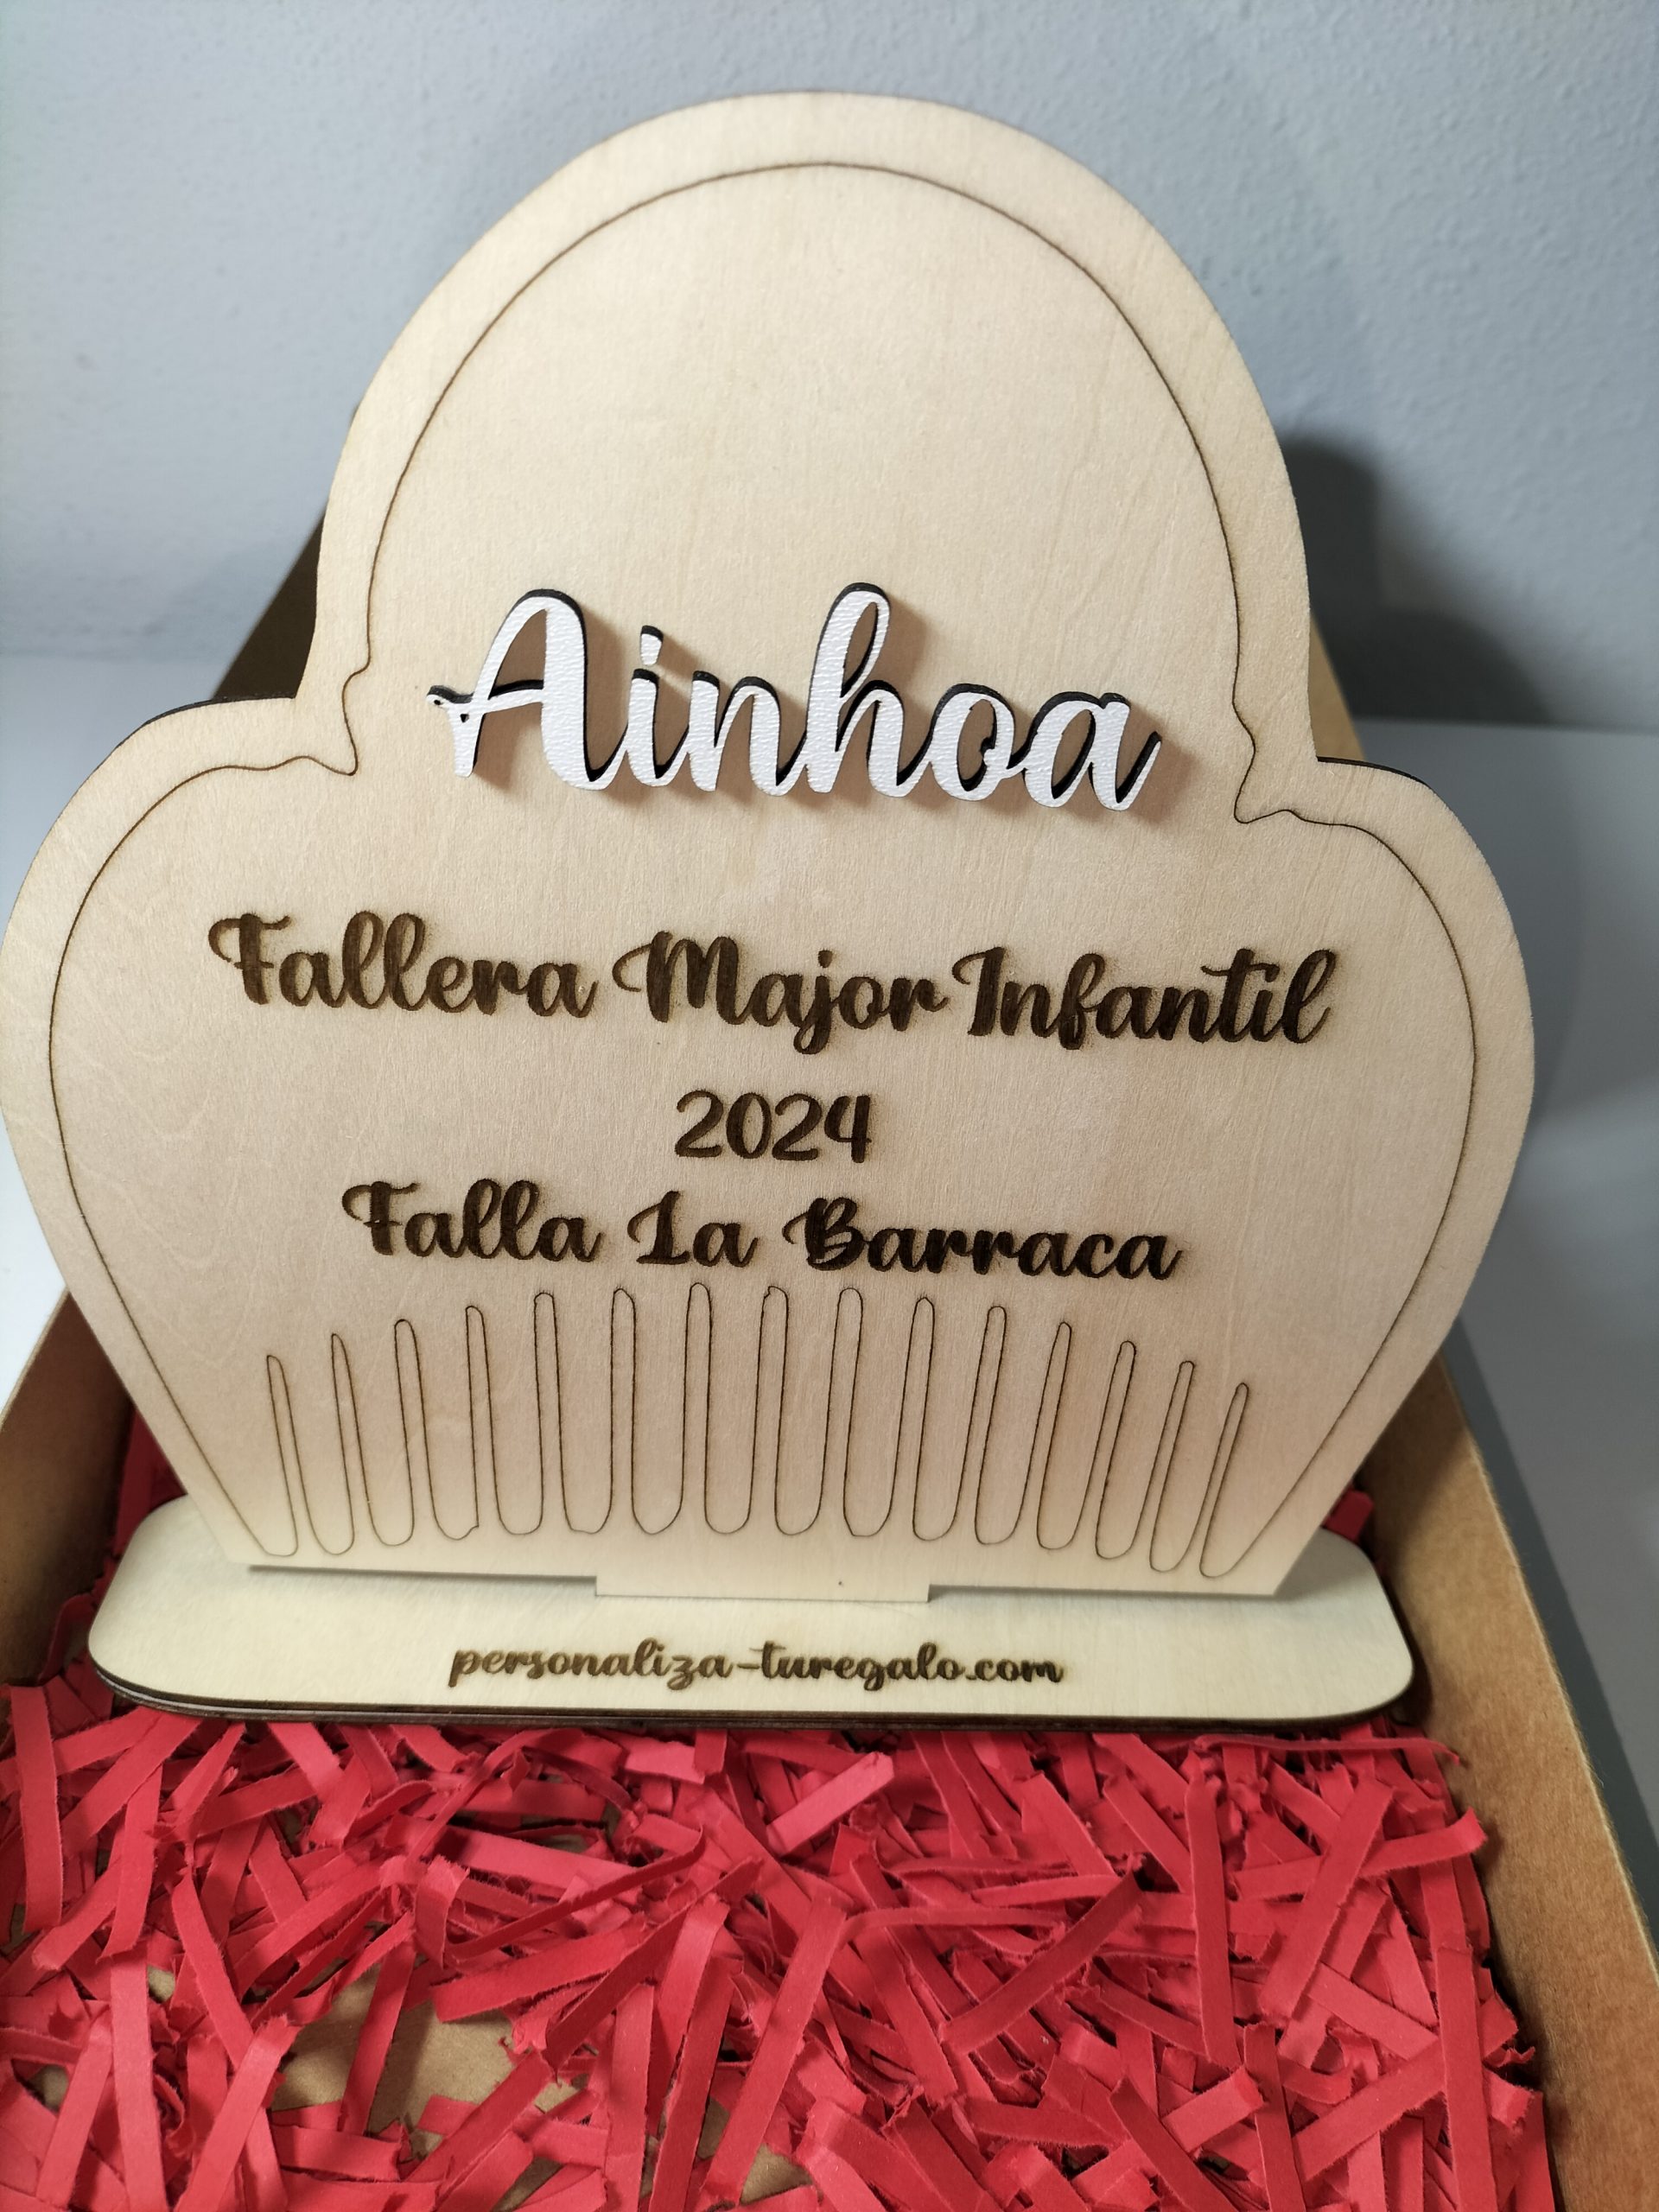 Ainhoa
Fallera Major Infantil
2024
Falla La Barraca
personaliza-turegalo.com